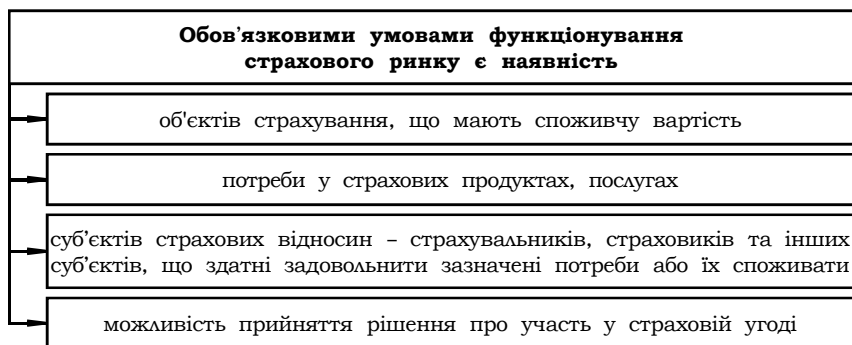 Обов'язковими умовами функціонування
страхового ринку є наявність
об'єктів страхування, що мають споживчу вартість
потреби у страхових продуктах, послугах
суб'єктів страхових відносин – страхувальників, страховиків та інших
суб'єктів, що здатні задовольнити зазначені потреби або їх споживати
можливість прийняття рішення про участь у страховій угоді